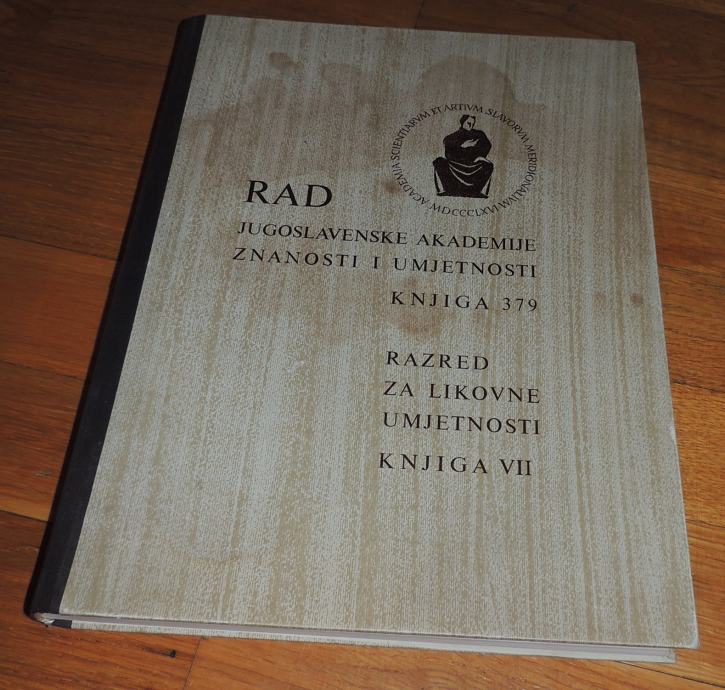 ACADEMIA SCIENTIARVM ET ARTIVM SLAVORVM MERIDIONALIVM
MDCCCLXVI
RAD
JUGOSLAVENSKE AKADEMIJE
ZNANOSTI I UMJETNOSTI
KNJIGA 379
RAZRED
ZA LIKOVNE
UMJETNOSTI
KNJIGA VII